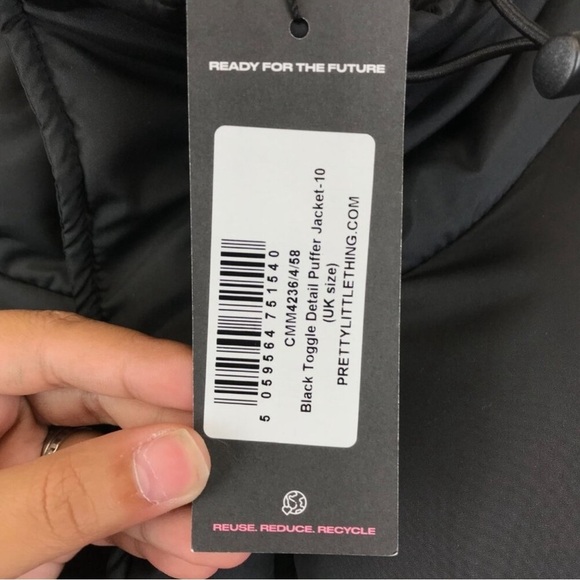 READY FOR THE FUTURE
5 059564 751540
CMM4236/4/58
Black Toggle Detail Puffer Jacket-10
(UK size)
PRETTYLITTLETHING.COM
REUSE. REDUCE. RECYCLE